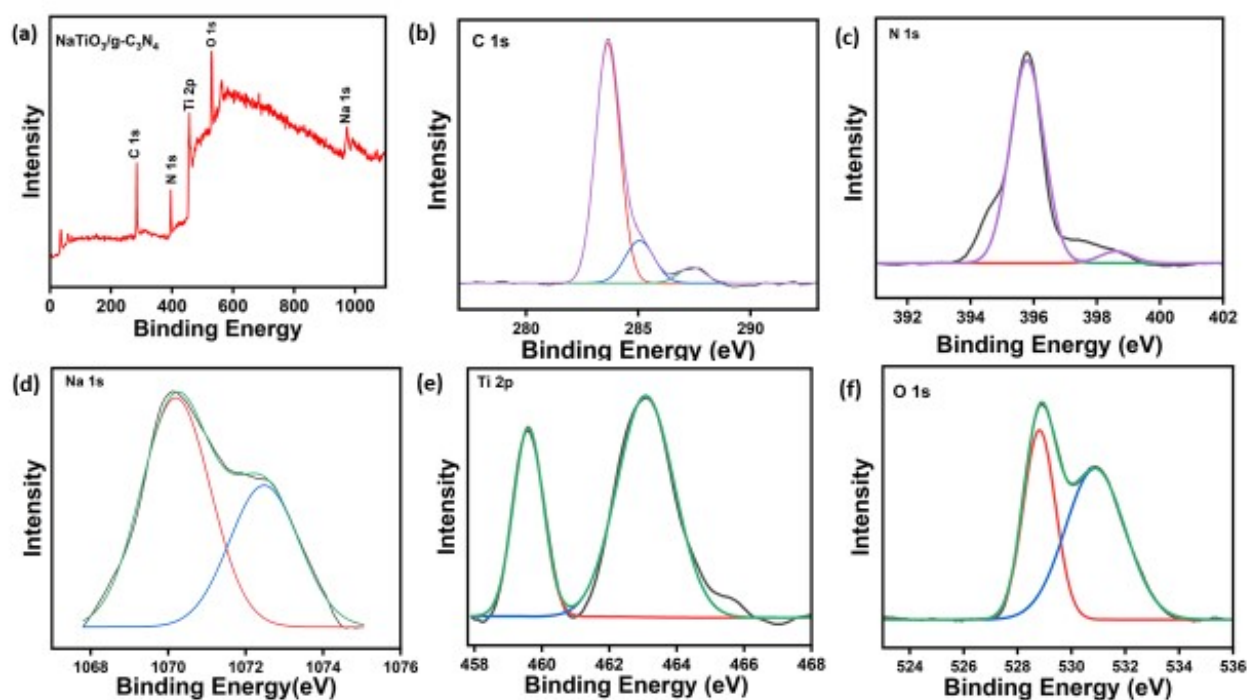 (a)
NaTiO₃/g-C₃N₄
C 1s
N 1s
Ti 2p
O 1s
Na 1s
Intensity
0 200 400 600 800 1000
Binding Energy
(b)
C 1s
Intensity
280 285 290
Binding Energy (eV)
(c)
N 1s
Intensity
392 394 396 398 400 402
Binding Energy (eV)
(d)
Na 1s
Intensity
1068 1070 1072 1074 1076
Binding Energy(eV)
(e)
Ti 2p
Intensity
458 460 462 464 466 468
Binding Energy (eV)
(f)
O 1s
Intensity
524 526 528 530 532 534 536
Binding Energy (eV)